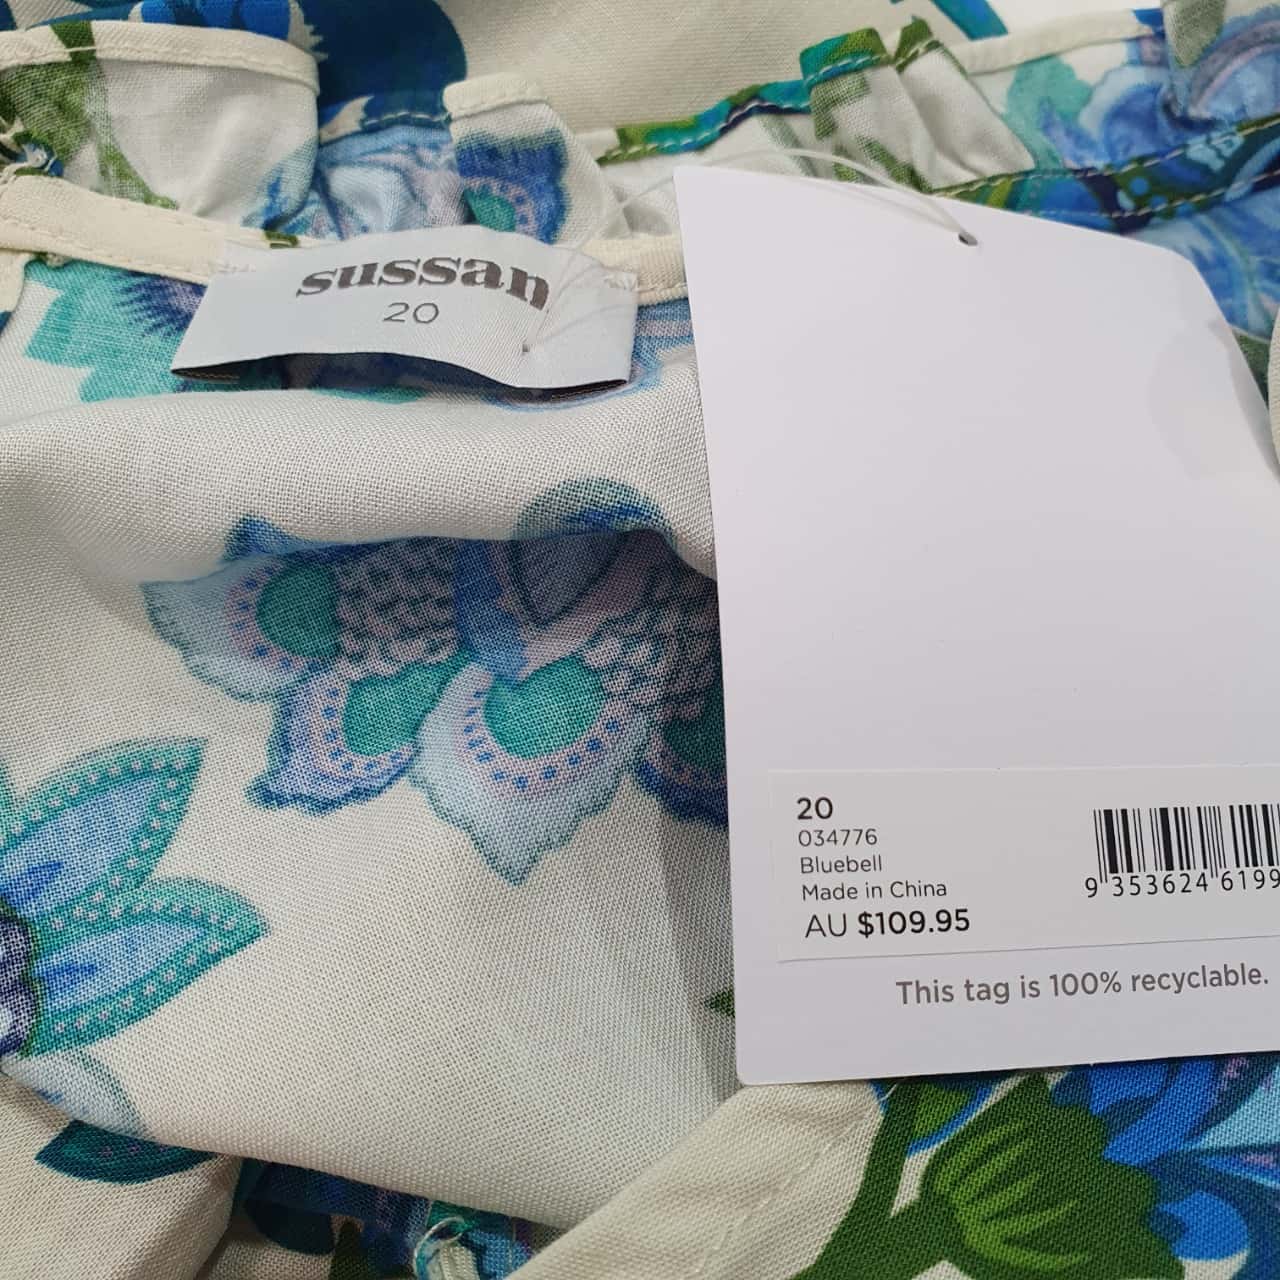 sussan
20
20
034776
Bluebell
Made in China
AU $109.95
9 353624 6199
This tag is 100% recyclable.